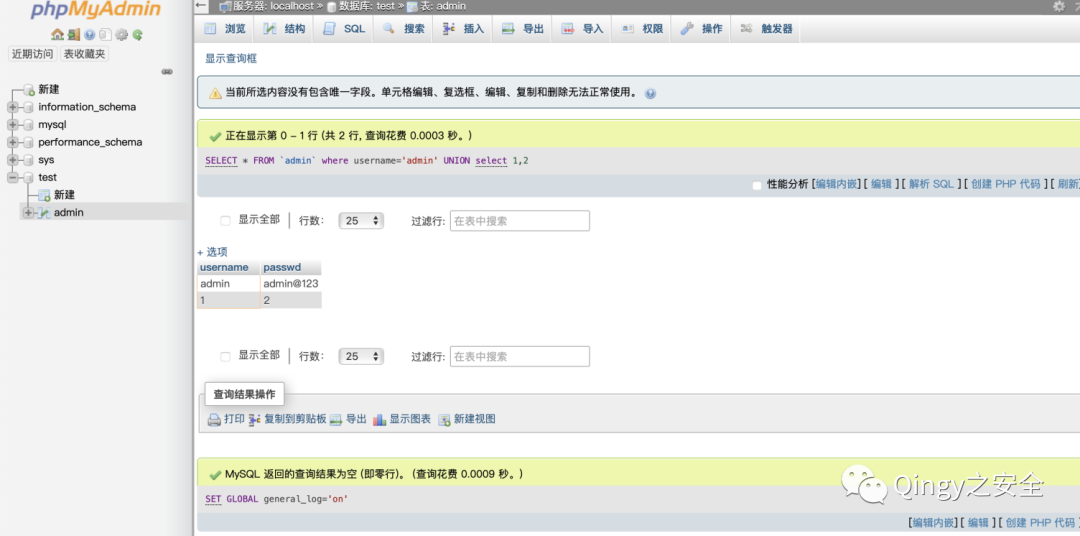 phpMyAdmin
近期访问 表收藏夹
新建
information_schema
mysql
performance_schema
sys
test
新建
admin
服务器: localhost » 数据库: test » 表: admin
浏览 结构 SQL 搜索 插入 导出 导入 权限 操作 触发器
显示查询框
当前所选内容没有包含唯一字段。单元格编辑、复选框、编辑、复制和删除无法正常使用。
正在显示第 0 - 1 行 (共 2 行, 查询花费 0.0003 秒。)
SELECT * FROM `admin` where username='admin' UNION select 1,2
性能分析 [编辑内嵌] [ 编辑 ] [ 解析 SQL ] [ 创建 PHP 代码 ] [ 刷新]
显示全部 | 行数: 25 过滤行: 在表中搜索
+ 选项
username passwd
admin admin@123
1 2
显示全部 | 行数: 25 过滤行: 在表中搜索
查询结果操作
打印 复制到剪贴板 导出 显示图表 新建视图
MySQL 返回的查询结果为空 (即零行)。 (查询花费 0.0009 秒。)
SET GLOBAL general_log='on'
Qingy之安全
[编辑内嵌] [ 编辑 ] [ 创建 PHP 代码 ]